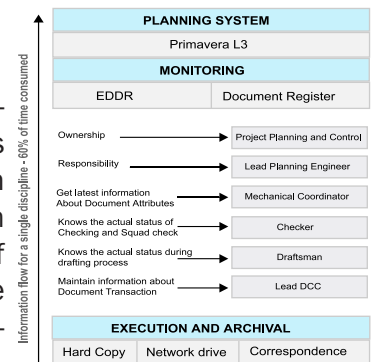 PLANNING SYSTEM
Primavera L3
MONITORING
EDDR Document Register
Ownership Project Planning and Control
Responsibility Lead Planning Engineer
Get latest information
About Document Attributes Mechanical Coordinator
Knows the actual status of
Checking and Squad check Checker
Knows the actual status during
drafting process Draftsman
Maintain information about
Document Transaction Lead DCC
EXECUTION AND ARCHIVAL
Hard Copy Network drive Correspondence
Information flow for a single discipline - 60% of time consumed